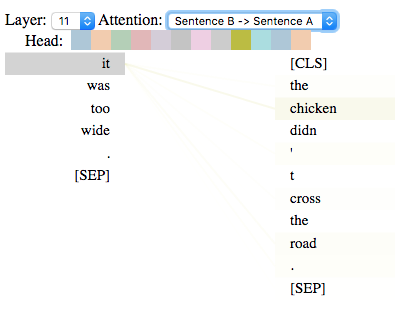 Layer: 11 Attention: Sentence B -> Sentence A
Head:
it [CLS]
was the
too chicken
wide didn
. '
[SEP] t
cross
the
road
.
[SEP]